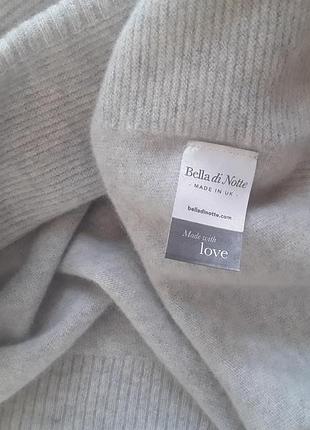 Bella di Notte
- MADE IN UK -
belladinotte.com
Made with
love